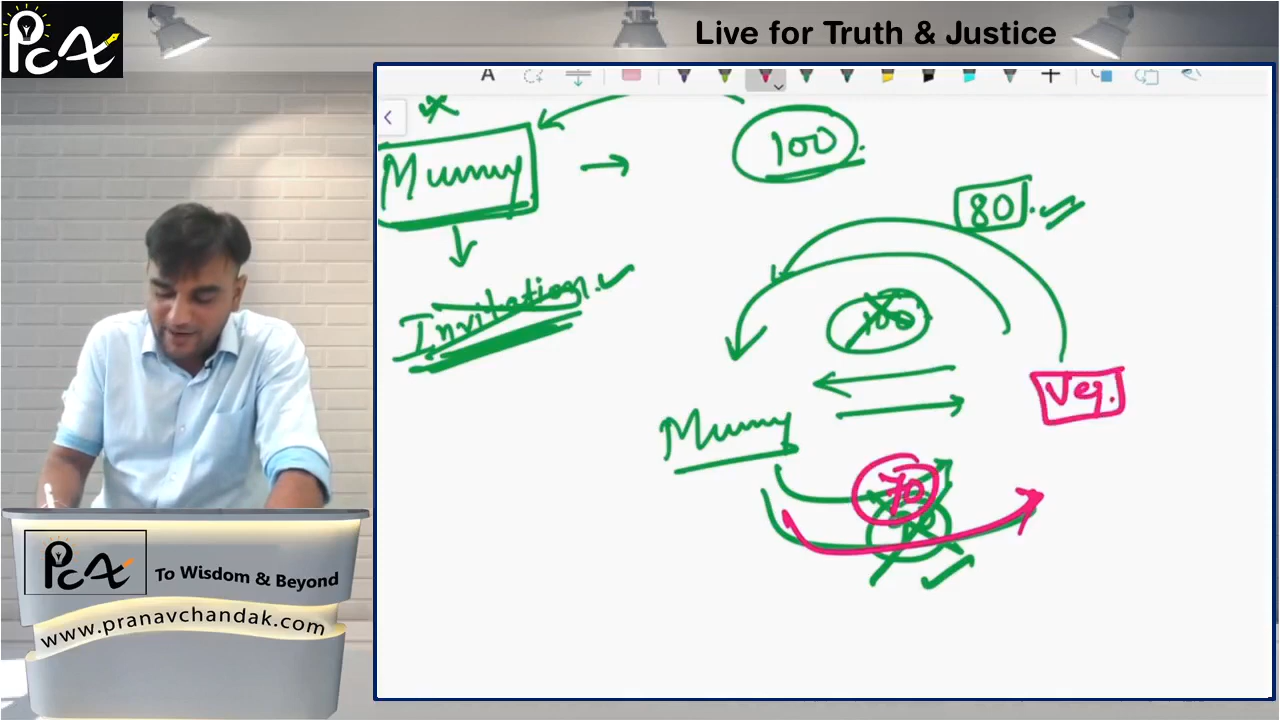 PCA
Live for Truth & Justice
A
Mummy
100
80
Invitation
100
Veg.
Mummy
70
PCA
To Wisdom & Beyond
www.pranavchandak.com